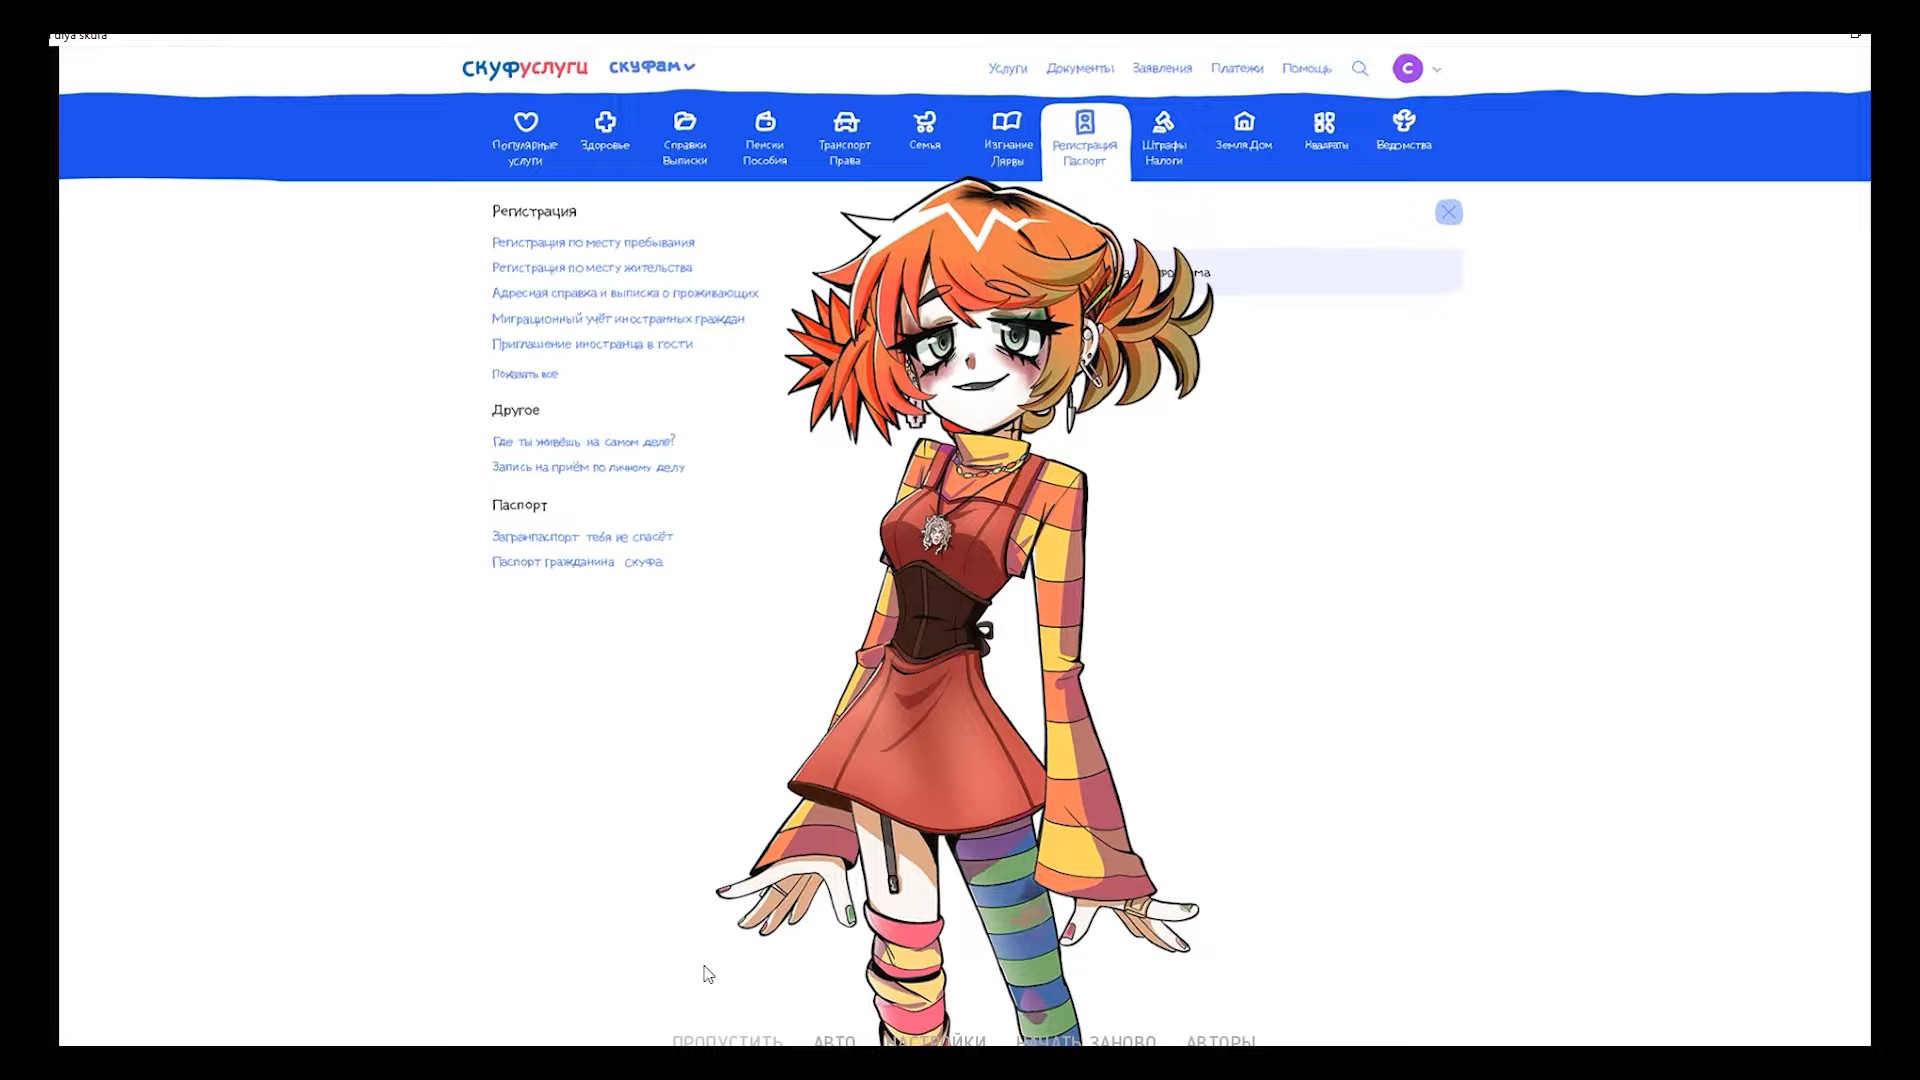 diya skufa
скуфуслуги скуфам
Услуги Документы Заявления Платежи Помощь С
Популярные услуги
Здоровье
Справки Выписки
Пенсии Пособия
Транспорт Права
Семья
Изгнание Лярвы
Регистрация Паспорт
Штрафы Налоги
Земля Дом
Квадраты
Ведомства
Регистрация
Регистрация по месту пребывания
Регистрация по месту жительства
Адресная справка и выписка о проживающих
Миграционный учёт иностранных граждан
Приглашение иностранца в гости
Показать все
Другое
Где ты живёшь на самом деле?
Запись на приём по личному делу
Паспорт
Загранпаспорт тебя не спасёт
Паспорт гражданина скуфа
ПРОПУСТИТЬ АВТО НАСТРОЙКИ НАЧАТЬ ЗАНОВО АВТОРЫ